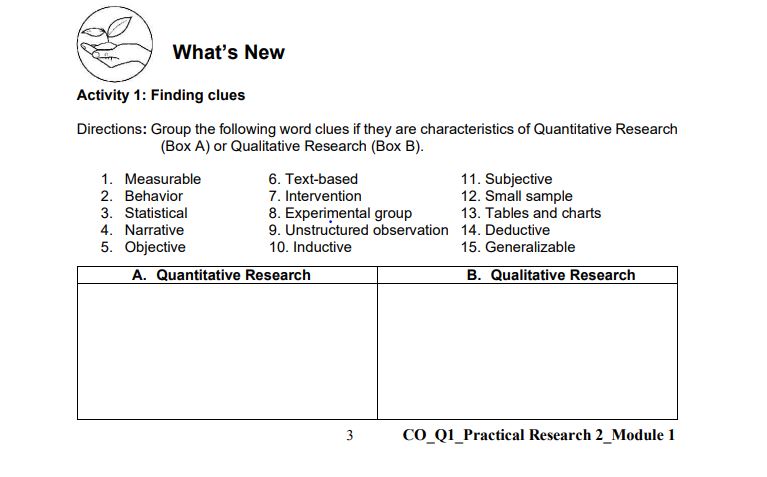 What's New
Activity 1: Finding clues
Directions: Group the following word clues if they are characteristics of Quantitative Research
(Box A) or Qualitative Research (Box B).
1. Measurable
2. Behavior
3. Statistical
4. Narrative
5. Objective
6. Text-based
7. Intervention
8. Experimental group
9. Unstructured observation
10. Inductive
11. Subjective
12. Small sample
13. Tables and charts
14. Deductive
15. Generalizable
A. Quantitative Research
B. Qualitative Research
3
CO_Q1_Practical Research 2_Module 1